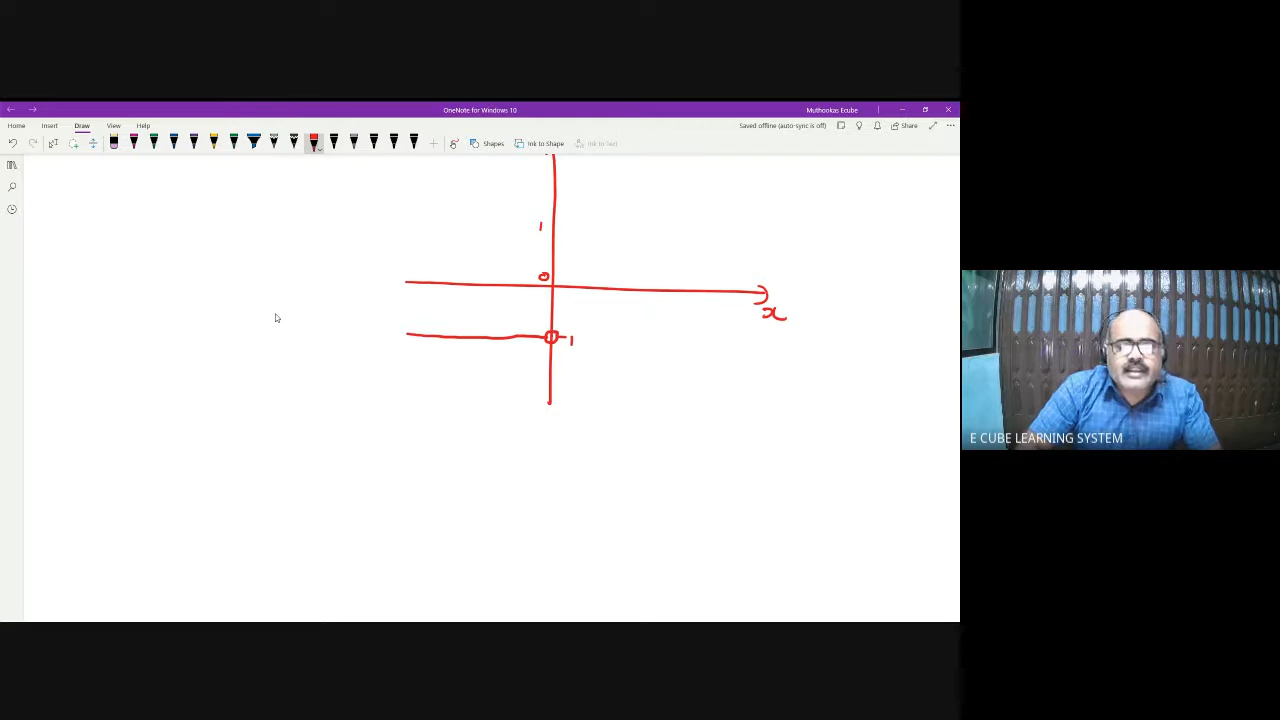 OneNote for Windows 10
Muthookas Ecube
Home Insert Draw View Help
Saved offline (auto-sync is off)
Share
Shapes
Ink to Shape
Ink to Text
1
0
x
-1
E CUBE LEARNING SYSTEM